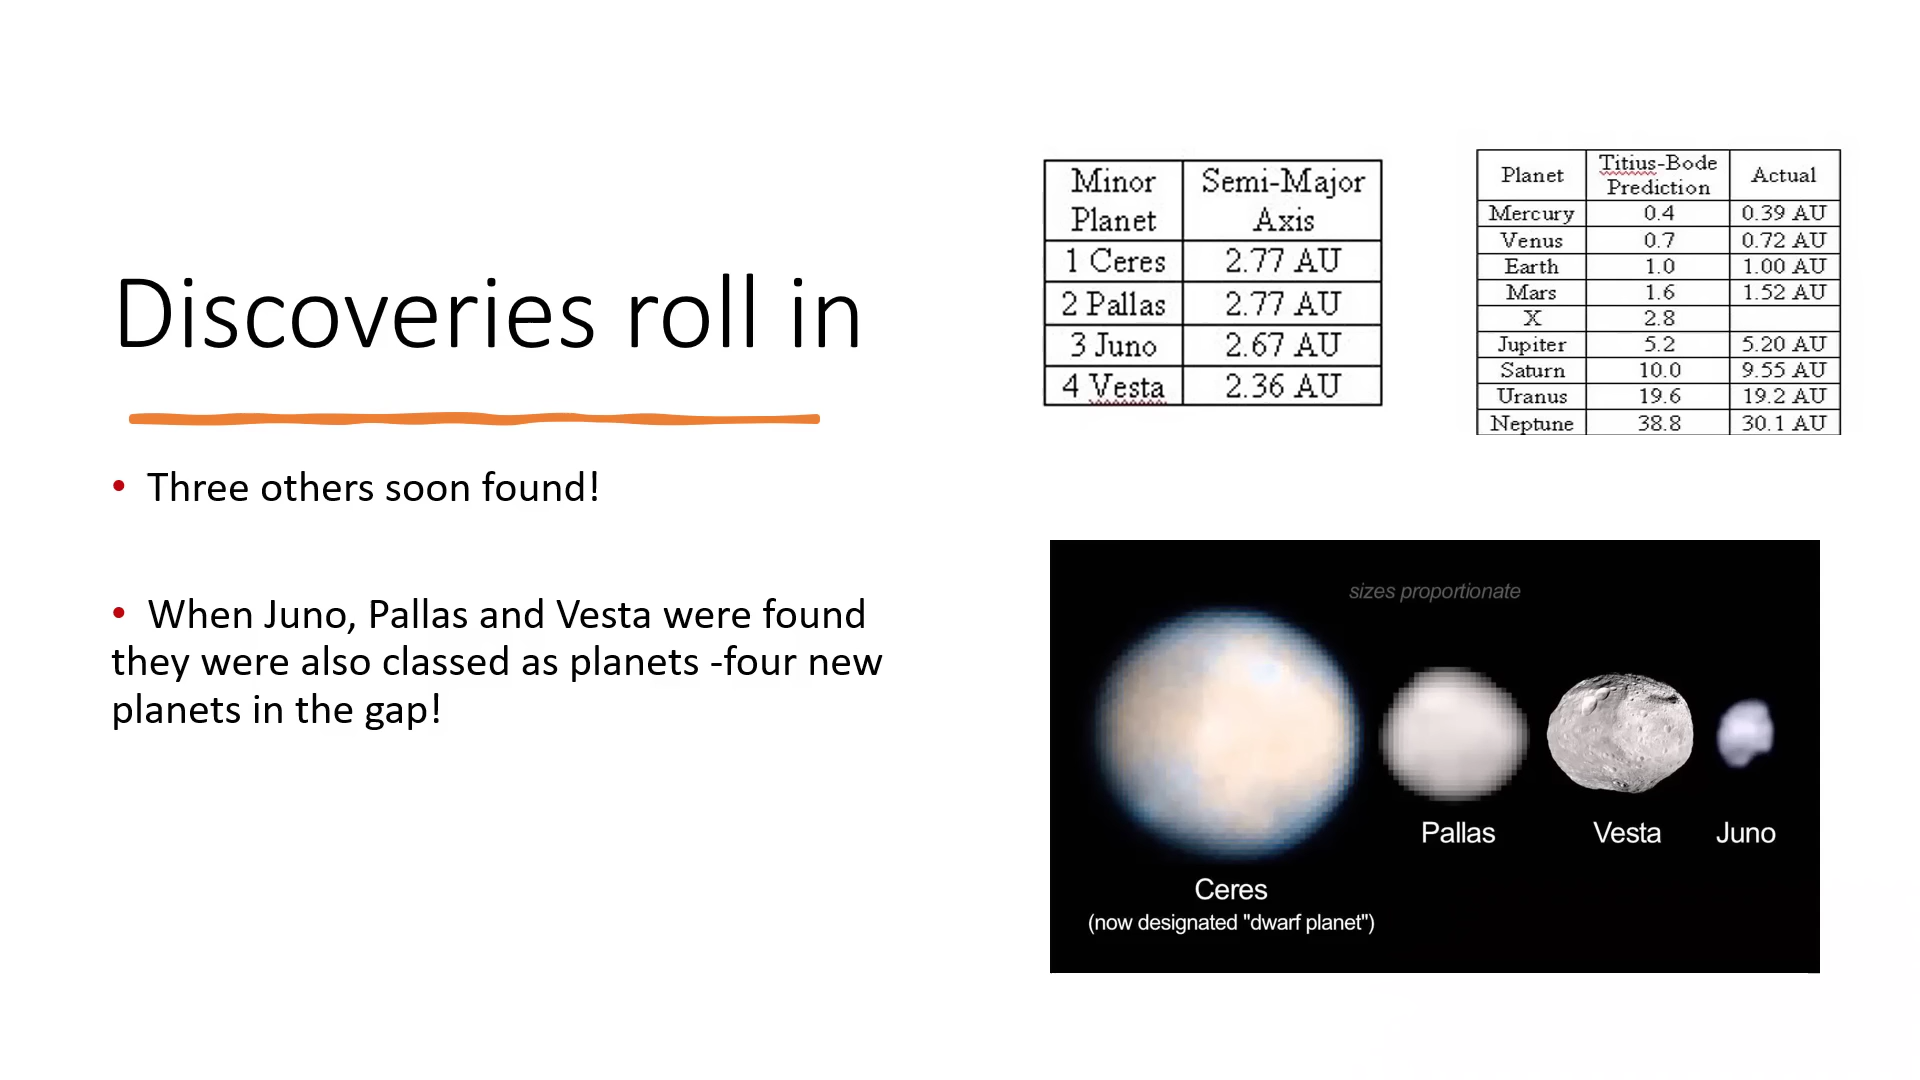 Discoveries roll in
• Three others soon found!
• When Juno, Pallas and Vesta were found
they were also classed as planets -four new
planets in the gap!
Minor Planet Semi-Major Axis
1 Ceres 2.77 AU
2 Pallas 2.77 AU
3 Juno 2.67 AU
4 Vesta 2.36 AU
Planet Titius-Bode Prediction Actual
Mercury 0.4 0.39 AU
Venus 0.7 0.72 AU
Earth 1.0 1.00 AU
Mars 1.6 1.52 AU
X 2.8
Jupiter 5.2 5.20 AU
Saturn 10.0 9.55 AU
Uranus 19.6 19.2 AU
Neptune 38.8 30.1 AU
sizes proportionate
Pallas Vesta Juno
Ceres
(now designated "dwarf planet")